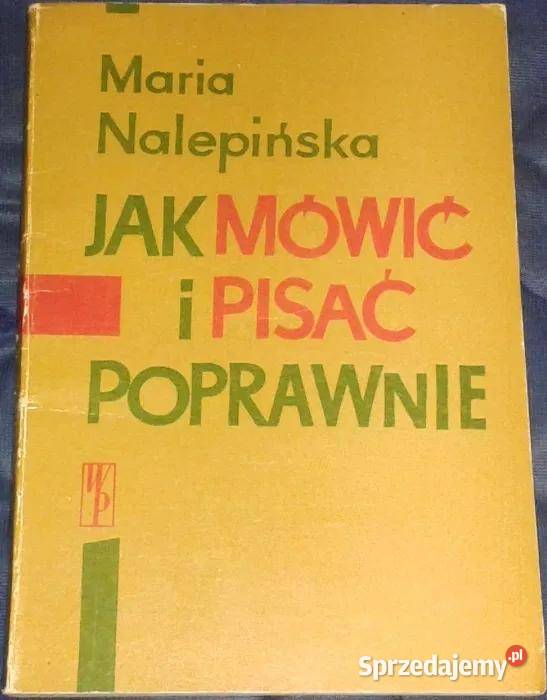 Maria
Nalepińska
JAK MÓWIĆ
i PISAĆ
POPRAWNIE
WP
Sprzedajemy.pl